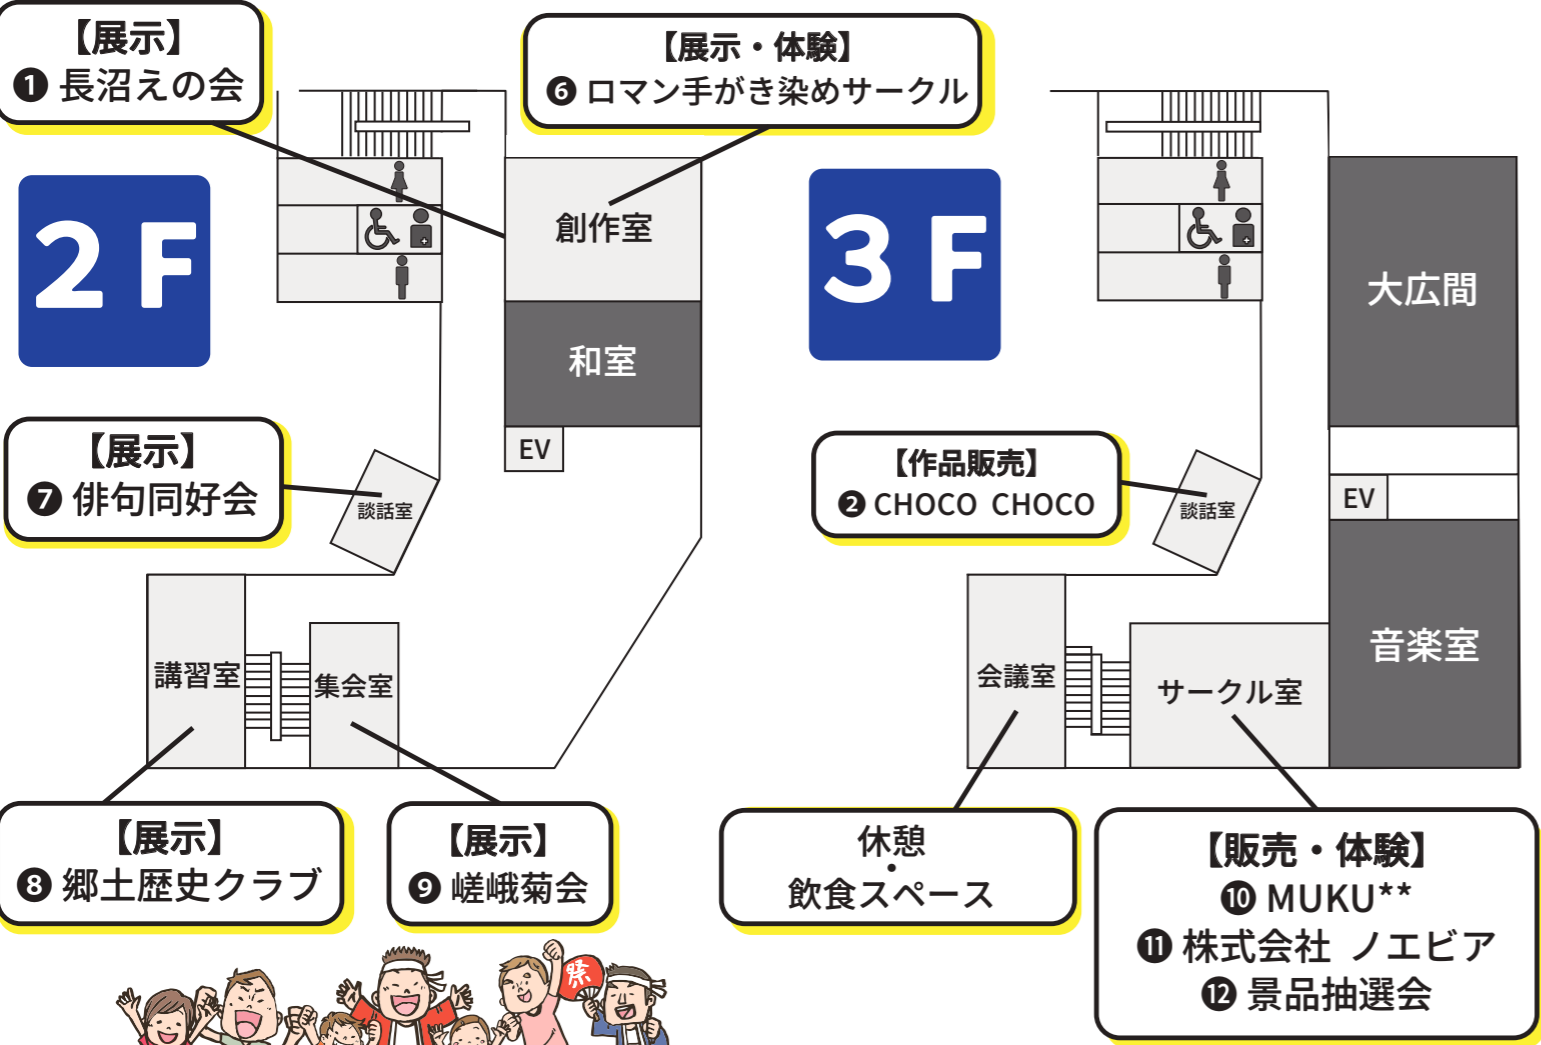 【展示】
❶ 長沼えの会
【展示・体験】
❻ ロマン手がき染めサークル
2F
創作室
和室
EV
【展示】
❼ 俳句同好会
談話室
講習室
集会室
【展示】
❽ 郷土歴史クラブ
【展示】
❾ 嵯峨菊会
祭
3F
大広間
【作品販売】
❷ CHOCO CHOCO
談話室
EV
会議室
サークル室
音楽室
休憩
・
飲食スペース
【販売・体験】
❿ MUKU**
⓫ 株式会社 ノエビア
⓬ 景品抽選会